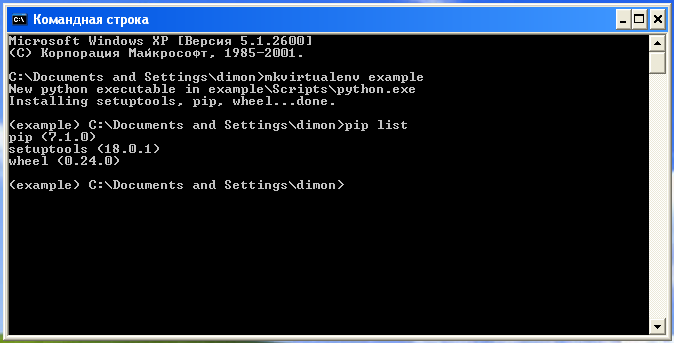 Командная строка
Microsoft Windows XP [Версия 5.1.2600]
(C) Корпорация Майкрософт, 1985-2001.
C:\Documents and Settings\dimon>mkvirtualenv example
New python executable in example\Scripts\python.exe
Installing setuptools, pip, wheel...done.
(example) C:\Documents and Settings\dimon>pip list
pip (7.1.0)
setuptools (18.0.1)
wheel (0.24.0)
(example) C:\Documents and Settings\dimon>